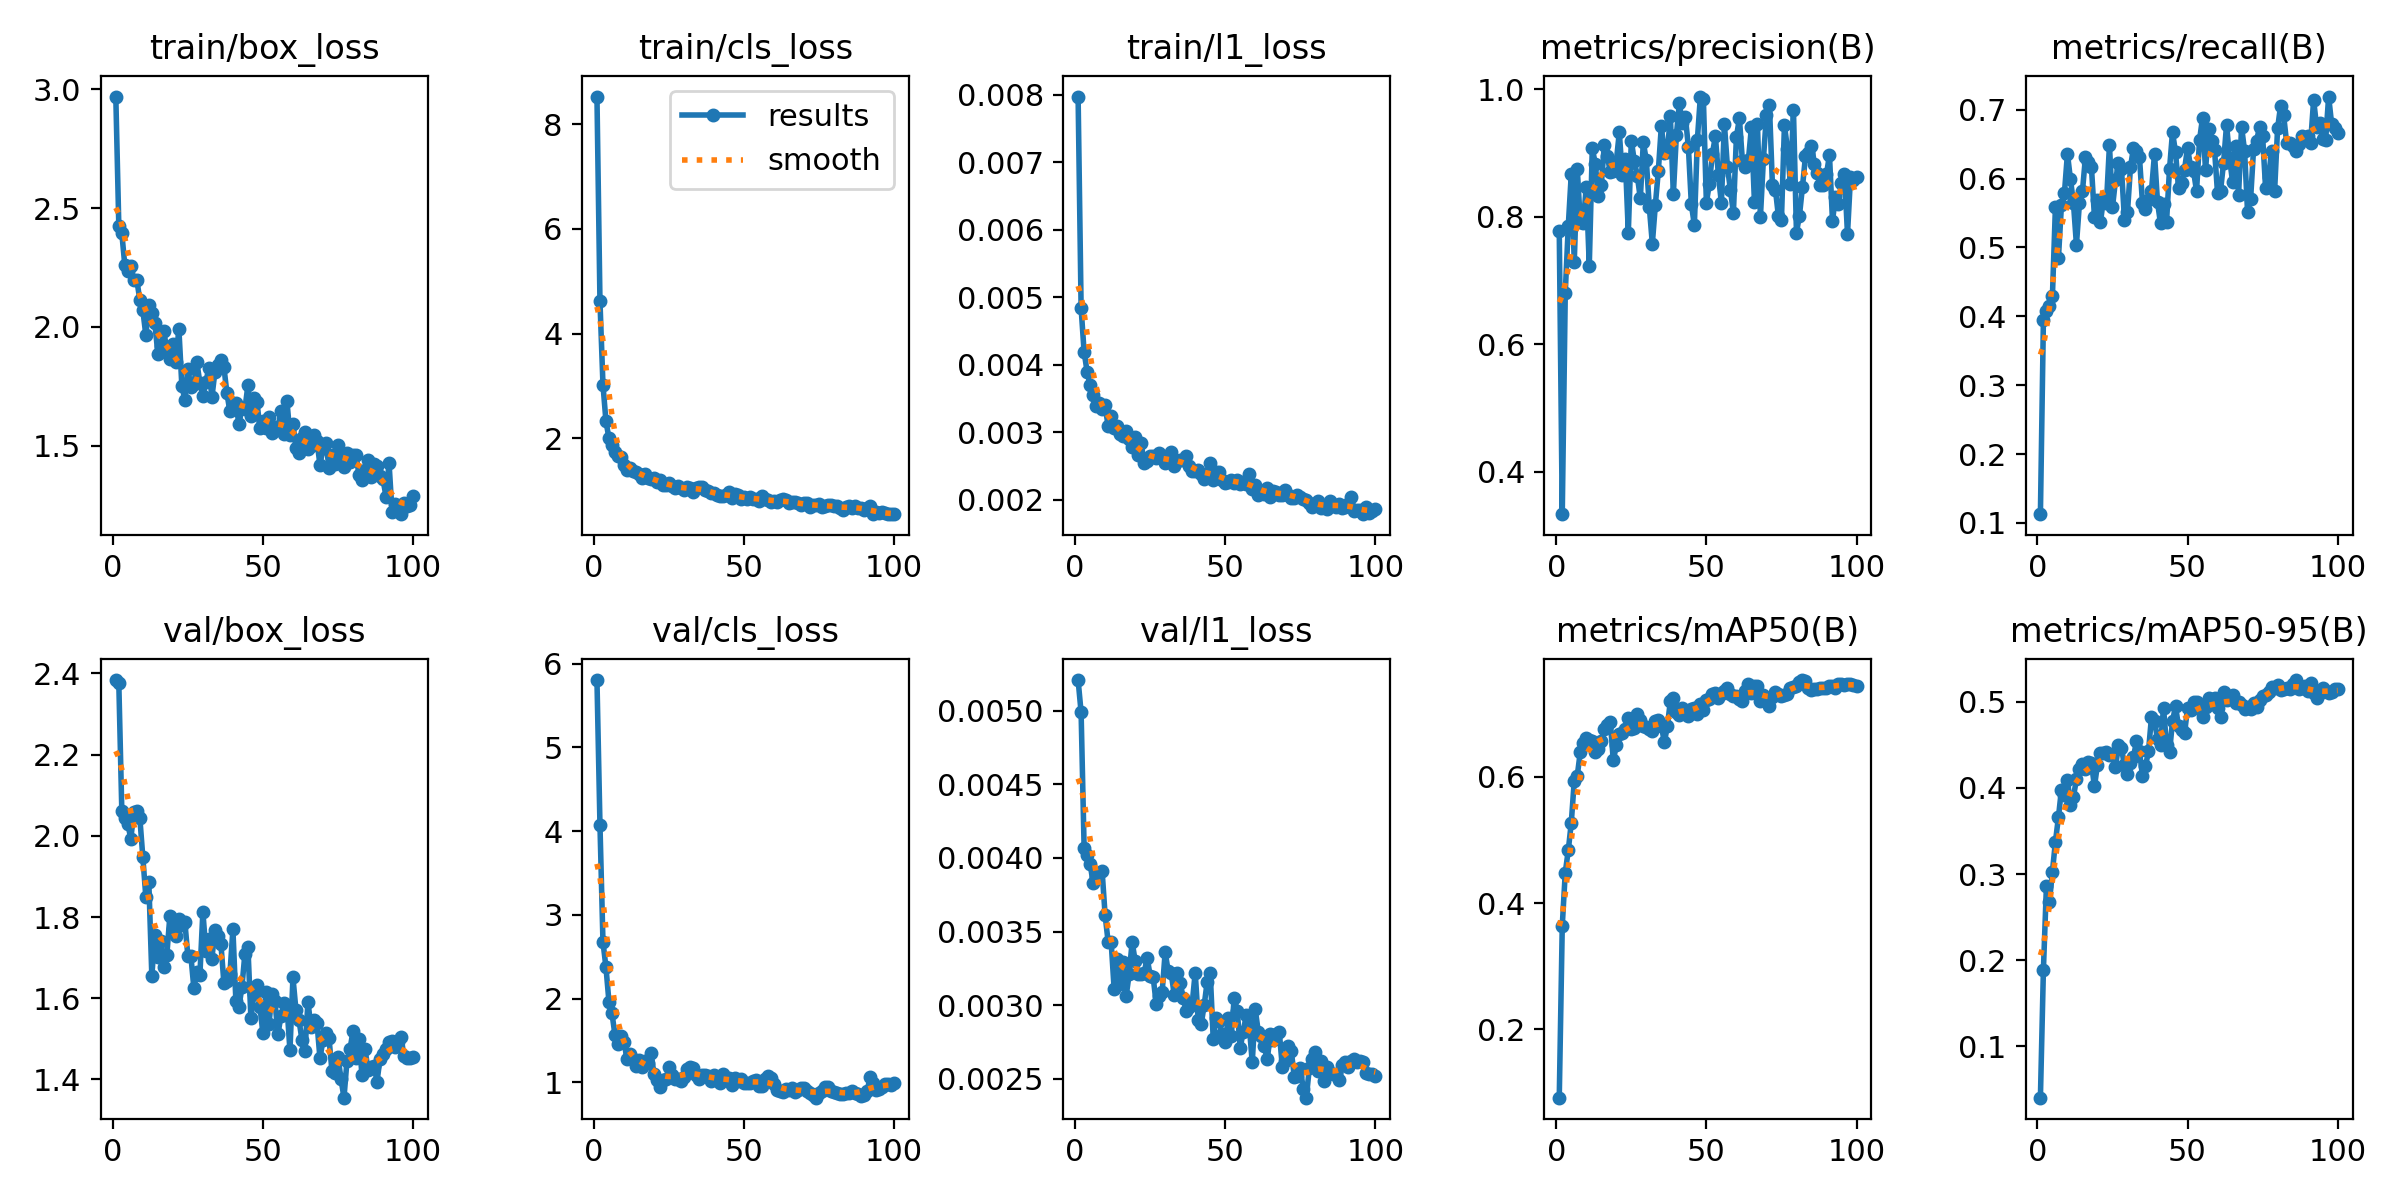 train/box_loss
train/cls_loss
train/l1_loss
metrics/precision(B)
metrics/recall(B)
3.0
2.5
2.0
1.5
0 50 100
8
6
4
2
0 50 100
results
smooth
0.008
0.007
0.006
0.005
0.004
0.003
0.002
0 50 100
1.0
0.8
0.6
0.4
0 50 100
0.7
0.6
0.5
0.4
0.3
0.2
0.1
0 50 100
val/box_loss
val/cls_loss
val/l1_loss
metrics/mAP50(B)
metrics/mAP50-95(B)
2.4
2.2
2.0
1.8
1.6
1.4
0 50 100
6
5
4
3
2
1
0 50 100
0.0050
0.0045
0.0040
0.0035
0.0030
0.0025
0 50 100
0.6
0.4
0.2
0 50 100
0.5
0.4
0.3
0.2
0.1
0 50 100